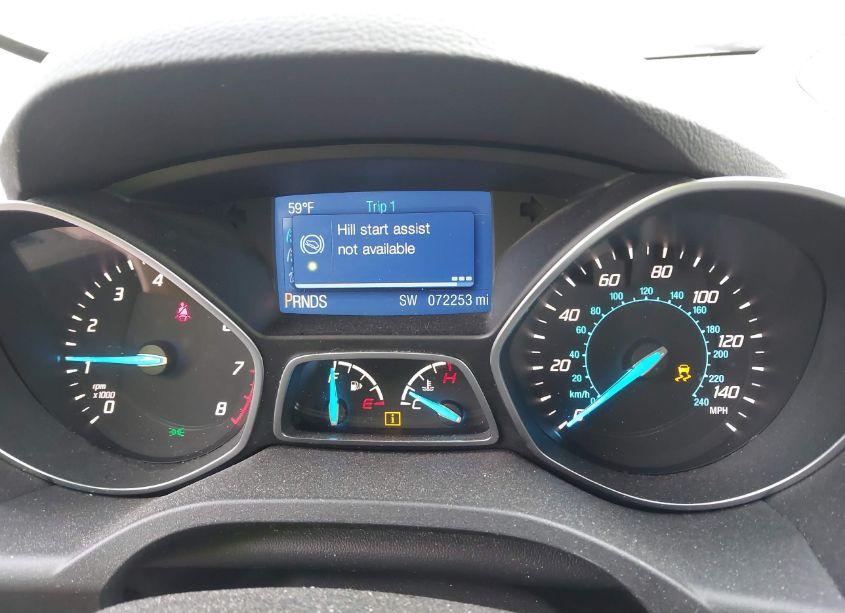 59°F Trip 1
Hill start assist
not available
PRNDS SW 072253 mi
4
3
2
1
0
rpm
x1000
7
8
F
E
H
C
i
0
20
40
60
80
100
120
140
MPH
km/h
20
40
60
80
100
120
140
160
180
200
220
240